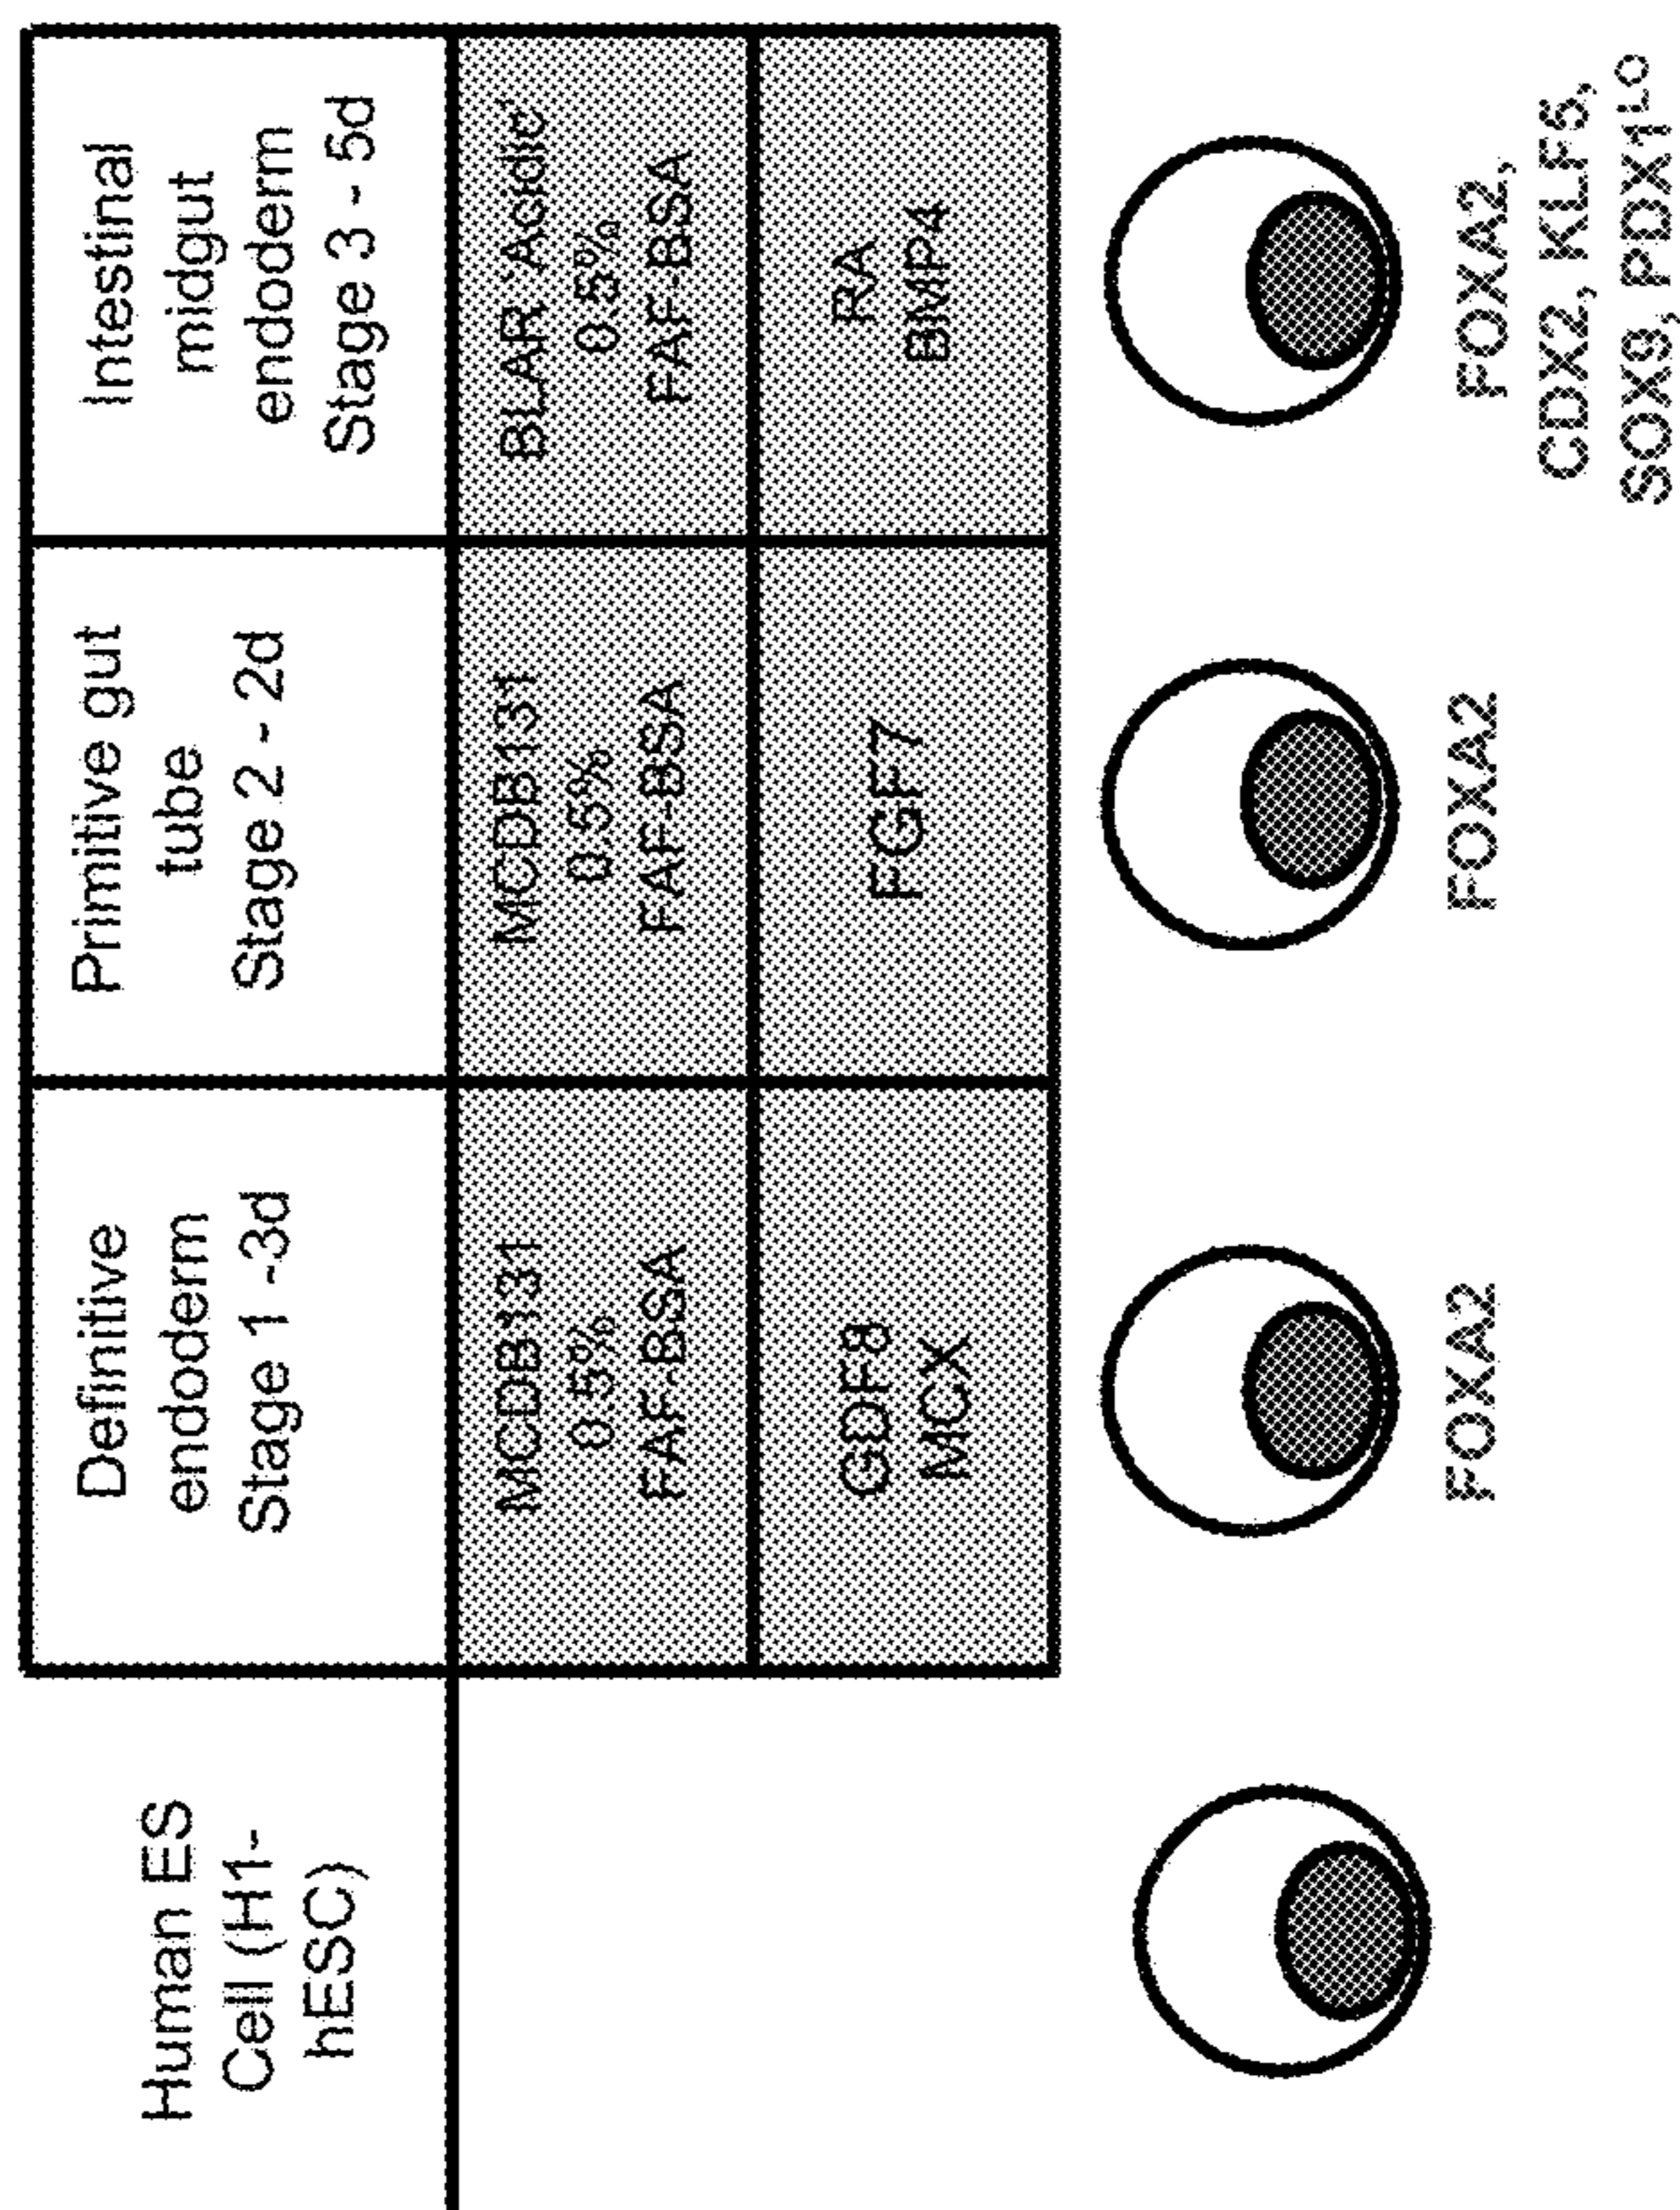 Human ES
Cell (H1-
hESC)
Definitive
endoderm
Stage 1 -3d
Primitive gut
tube
Stage 2 - 2d
Intestinal
midgut
endoderm
Stage 3 - 5d
MCDB131
0.5%
FAF-BSA
MCDB131
0.5%
FAF-BSA
BLAR 'Acidic'
0.5%
FAF-BSA
GDF8
MCX
FGF7
RA
BMP4
FOXA2
FOXA2
FOXA2,
CDX2, KLF5,
SOX9, PDX1LO